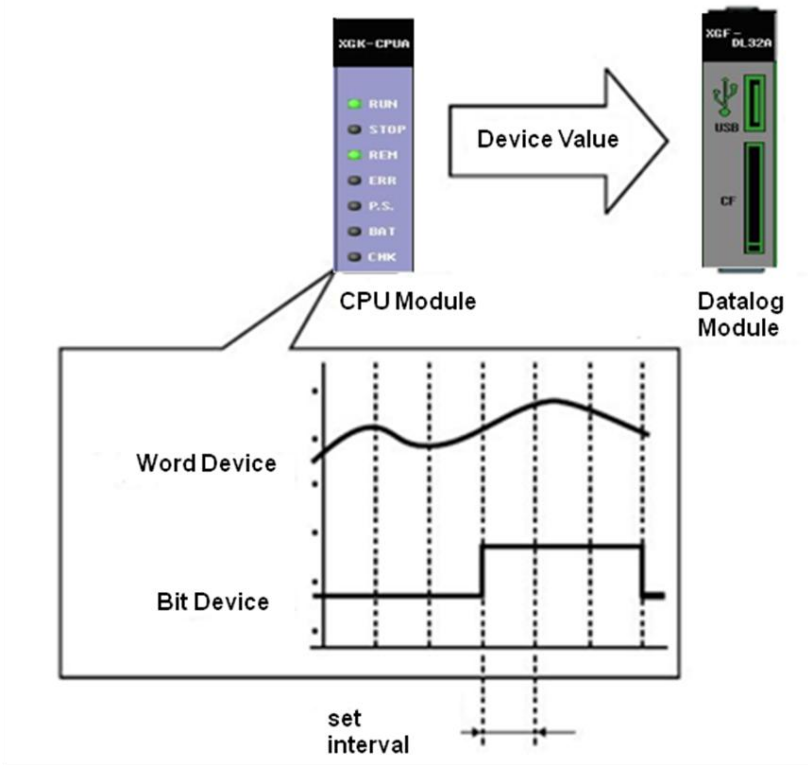 XGK-CPUA
RUN
STOP
REM
ERR
P.S.
BAT
CHK
CPU Module
Device Value
XGF-
DL32A
USB
CF
Datalog
Module
Word Device
Bit Device
set
interval